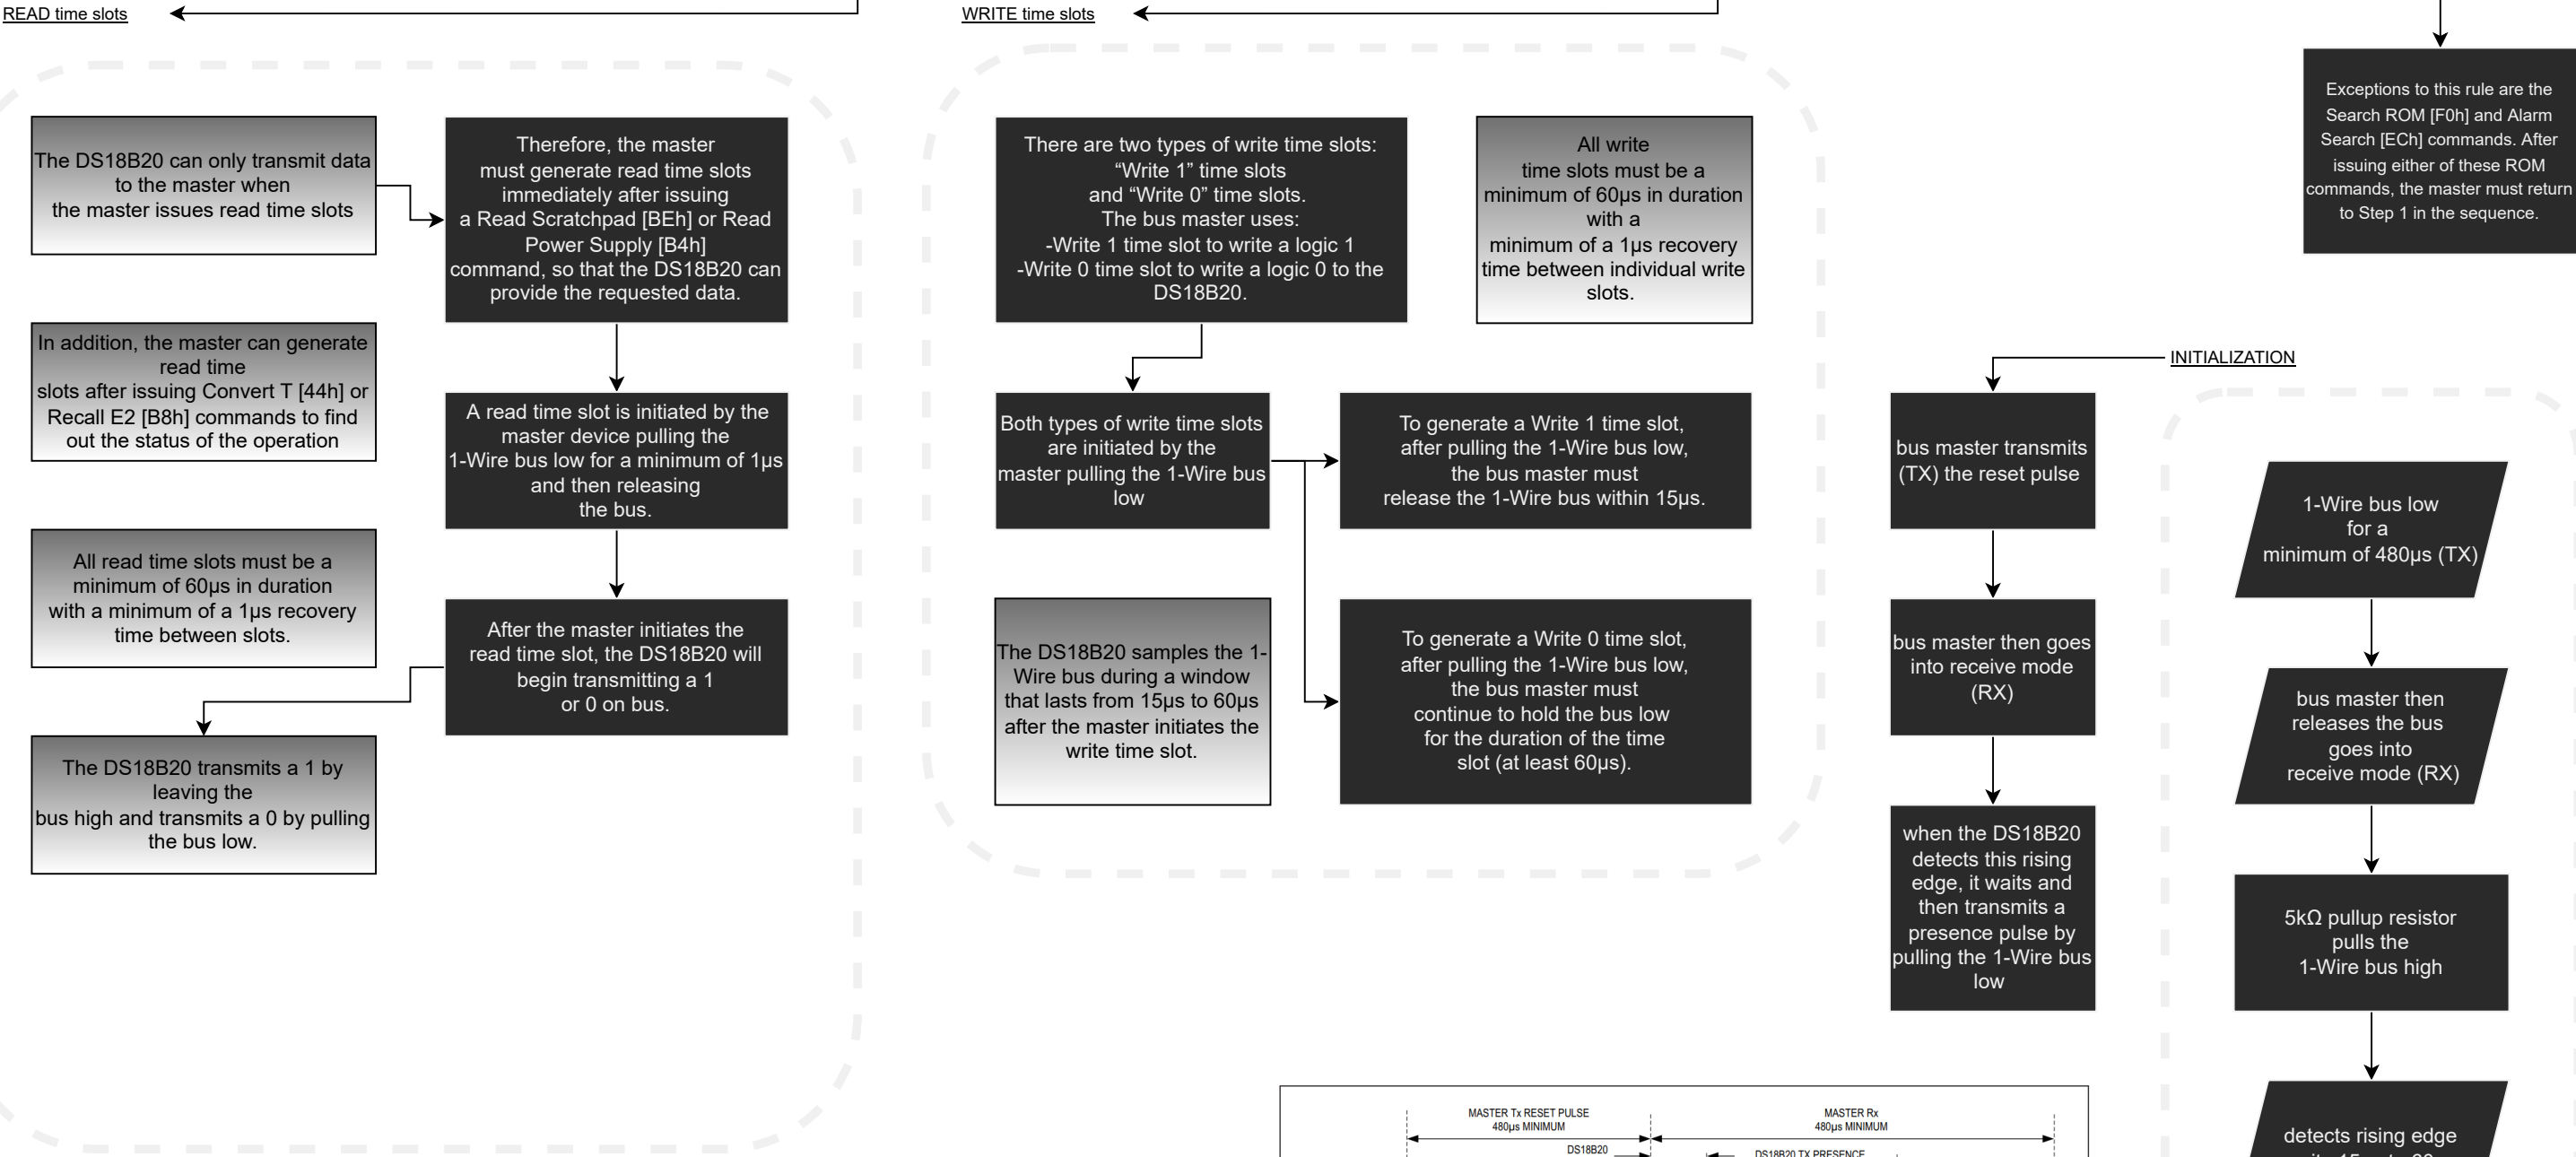 READ time slots
The DS18B20 can only transmit data
to the master when
the master issues read time slots
Therefore, the master
must generate read time slots
immediately after issuing
a Read Scratchpad [BEh] or Read
Power Supply [B4h]
command, so that the DS18B20 can
provide the requested data.
In addition, the master can generate
read time
slots after issuing Convert T [44h] or
Recall E2 [B8h] commands to find
out the status of the operation
A read time slot is initiated by the
master device pulling the
1-Wire bus low for a minimum of 1µs
and then releasing
the bus.
All read time slots must be a
minimum of 60µs in duration
with a minimum of a 1µs recovery
time between slots.
After the master initiates the
read time slot, the DS18B20 will
begin transmitting a 1
or 0 on bus.
The DS18B20 transmits a 1 by
leaving the
bus high and transmits a 0 by pulling
the bus low.
WRITE time slots
There are two types of write time slots:
“Write 1” time slots
and “Write 0” time slots.
The bus master uses:
-Write 1 time slot to write a logic 1
-Write 0 time slot to write a logic 0 to the
DS18B20.
All write
time slots must be a
minimum of 60µs in duration
with a
minimum of a 1µs recovery
time between individual write
slots.
Both types of write time slots
are initiated by the
master pulling the 1-Wire bus
low
To generate a Write 1 time slot,
after pulling the 1-Wire bus low,
the bus master must
release the 1-Wire bus within 15µs.
The DS18B20 samples the 1-
Wire bus during a window
that lasts from 15µs to 60µs
after the master initiates the
write time slot.
To generate a Write 0 time slot,
after pulling the 1-Wire bus low,
the bus master must
continue to hold the bus low
for the duration of the time
slot (at least 60µs).
Exceptions to this rule are the
Search ROM [F0h] and Alarm
Search [ECh] commands. After
issuing either of these ROM
commands, the master must return
to Step 1 in the sequence.
INITIALIZATION
bus master transmits
(TX) the reset pulse
bus master then goes
into receive mode
(RX)
when the DS18B20
detects this rising
edge, it waits and
then transmits a
presence pulse by
pulling the 1-Wire bus
low
1-Wire bus low
for a
minimum of 480µs (TX)
bus master then
releases the bus
goes into
receive mode (RX)
5kΩ pullup resistor
pulls the
1-Wire bus high
detects rising edge
MASTER Tx RESET PULSE
480µs MINIMUM
MASTER Rx
480µs MINIMUM
DS18B20
DS18B20 TX PRESENCE